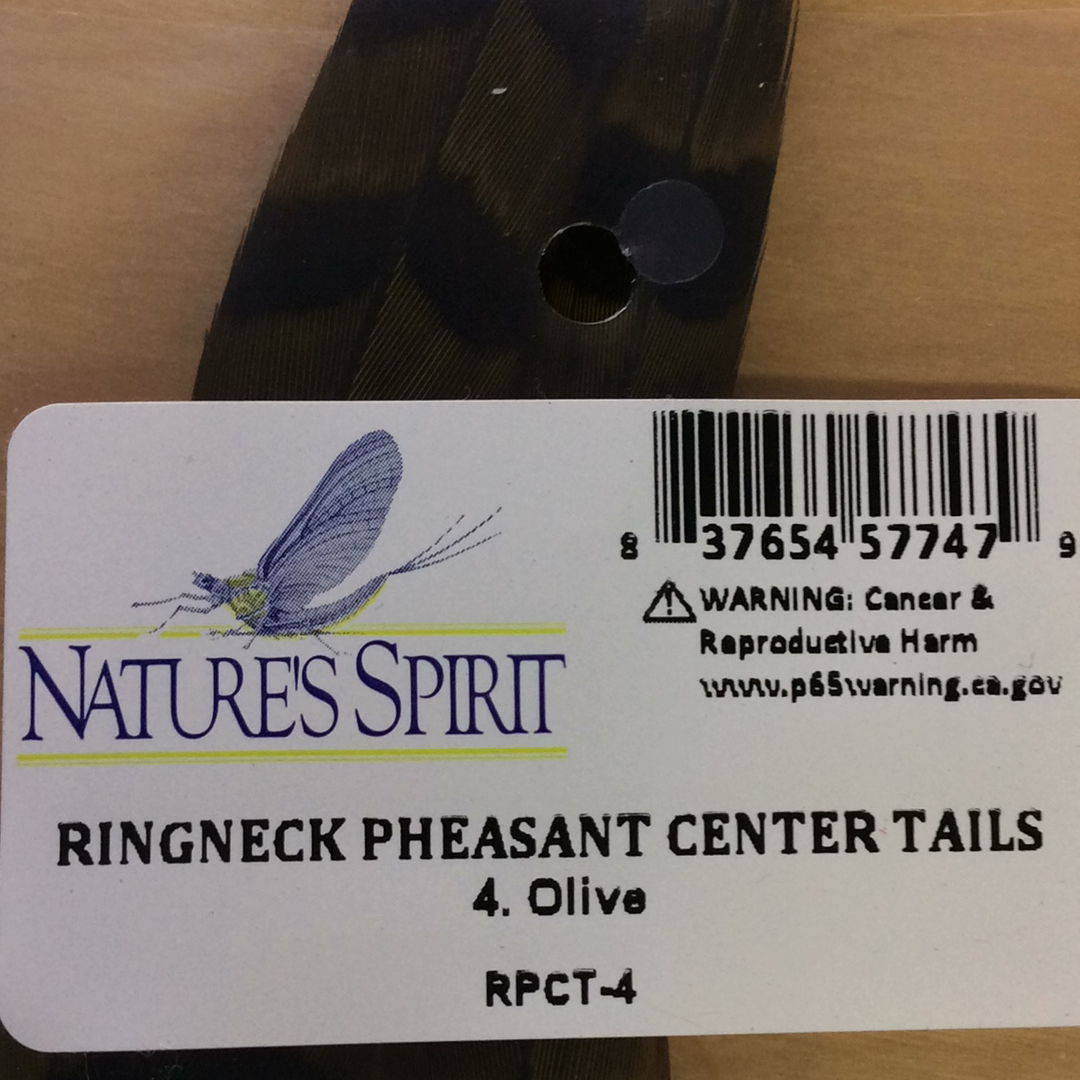 8 37654 57747 9
WARNING: Cancer &
Reproductive Harm
www.p65warning.ca.gov
NATURE'S SPIRIT
RINGNECK PHEASANT CENTER TAILS
4. Olive
RPCT-4